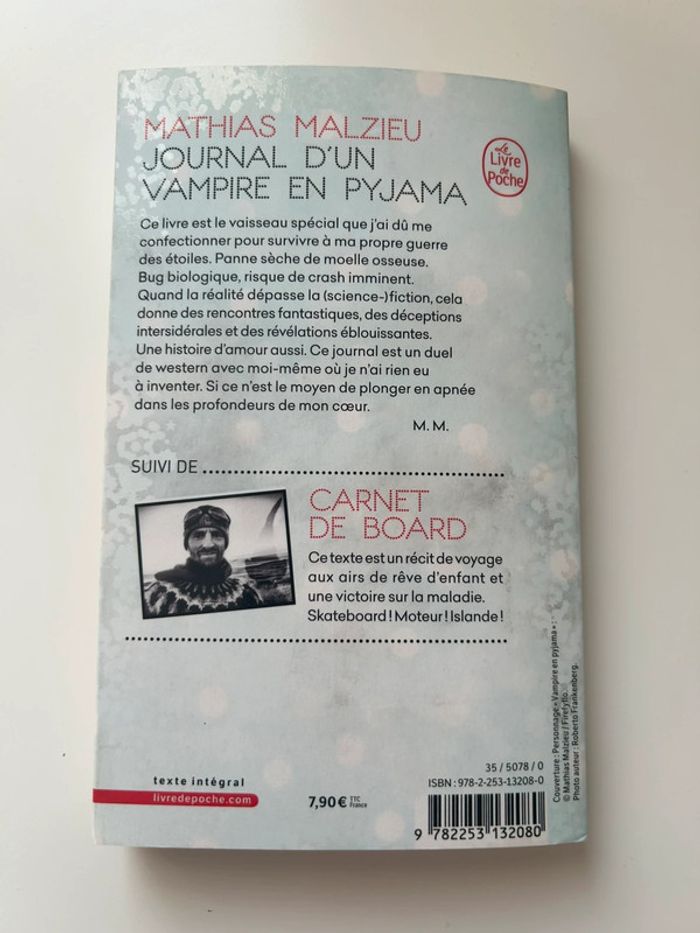 MATHIAS MALZIEU
JOURNAL D'UN
VAMPIRE EN PYJAMA
Le
Livre
de
Poche
Ce livre est le vaisseau spécial que j'ai dû me
confectionner pour survivre à ma propre guerre
des étoiles. Panne sèche de moelle osseuse.
Bug biologique, risque de crash imminent.
Quand la réalité dépasse la (science-)fiction, cela
donne des rencontres fantastiques, des déceptions
intersidérales et des révélations éblouissantes.
Une histoire d'amour aussi. Ce journal est un duel
de western avec moi-même où je n'ai rien eu
à inventer. Si ce n'est le moyen de plonger en apnée
dans les profondeurs de mon cœur.
M. M.
SUIVI DE
CARNET
DE BOARD
Ce texte est un récit de voyage
aux airs de rêve d'enfant et
une victoire sur la maladie.
Skateboard ! Moteur ! Islande !
texte intégral
livredepoche.com
7,90 € TTC
France
35 / 5078 / 0
ISBN : 978-2-253-13208-0
9 782253 132080
Couverture : Personnage « Vampire en pyjama » :
© Mathias Malzieu / Firefytto.
Photo auteur : Roberto Frankenberg.